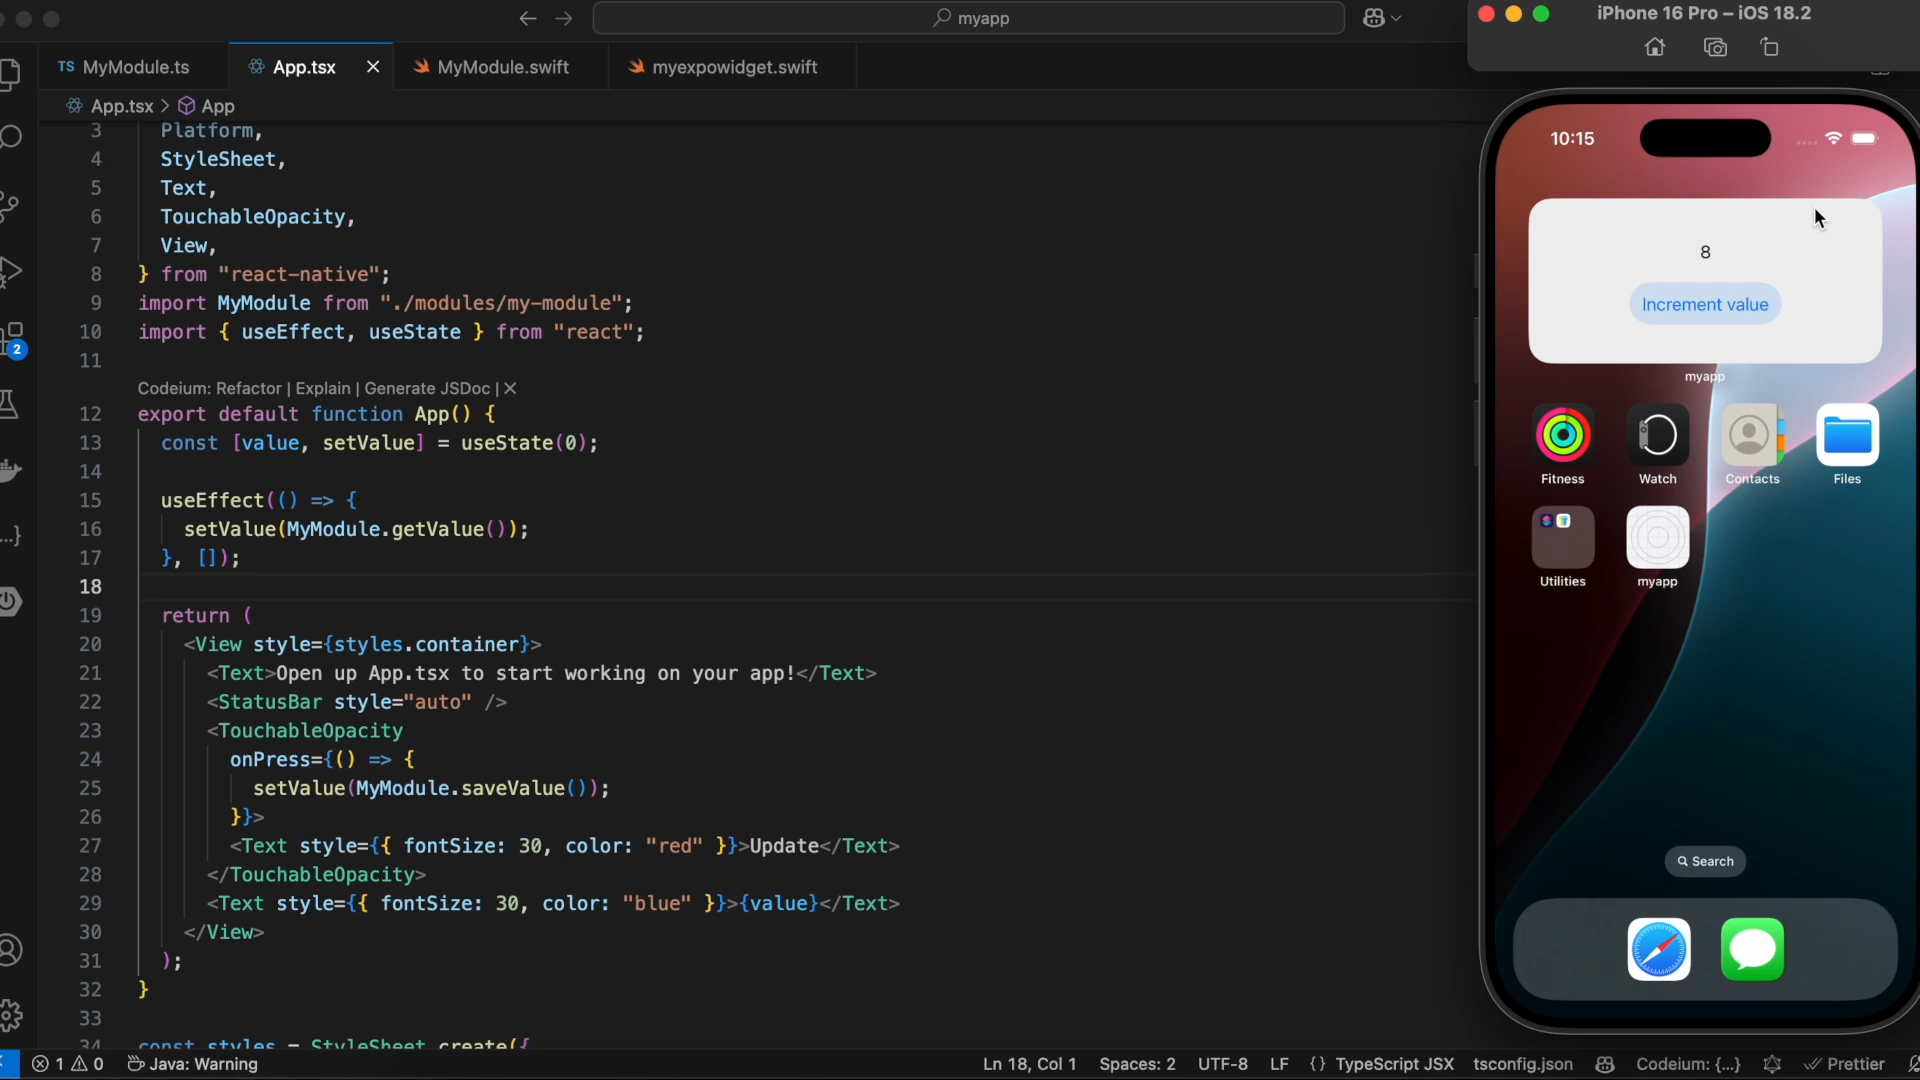 myapp
iPhone 16 Pro – iOS 18.2
TS MyModule.ts
App.tsx
MyModule.swift
myexpowidget.swift
App.tsx > App
3 Platform,
4 StyleSheet,
5 Text,
6 TouchableOpacity,
7 View,
8 } from "react-native";
9 import MyModule from "./modules/my-module";
10 import { useEffect, useState } from "react";
11
Codeium: Refactor | Explain | Generate JSDoc | X
12 export default function App() {
13 const [value, setValue] = useState(0);
14
15 useEffect(() => {
16 setValue(MyModule.getValue());
17 }, []);
18
19 return (
20 <View style={styles.container}>
21 <Text>Open up App.tsx to start working on your app!</Text>
22 <StatusBar style="auto" />
23 <TouchableOpacity
24 onPress={() => {
25 setValue(MyModule.saveValue());
26 }}>
27 <Text style={{ fontSize: 30, color: "red" }}>Update</Text>
28 </TouchableOpacity>
29 <Text style={{ fontSize: 30, color: "blue" }}>{value}</Text>
30 </View>
31 );
32 }
33
34 const styles = StyleSheet.create({
2
10:15
8
Increment value
myapp
Fitness
Watch
Contacts
Files
Utilities
myapp
Search
1 0 Java: Warning
Ln 18, Col 1 Spaces: 2 UTF-8 LF {} TypeScript JSX tsconfig.json Codeium: {...} Prettier